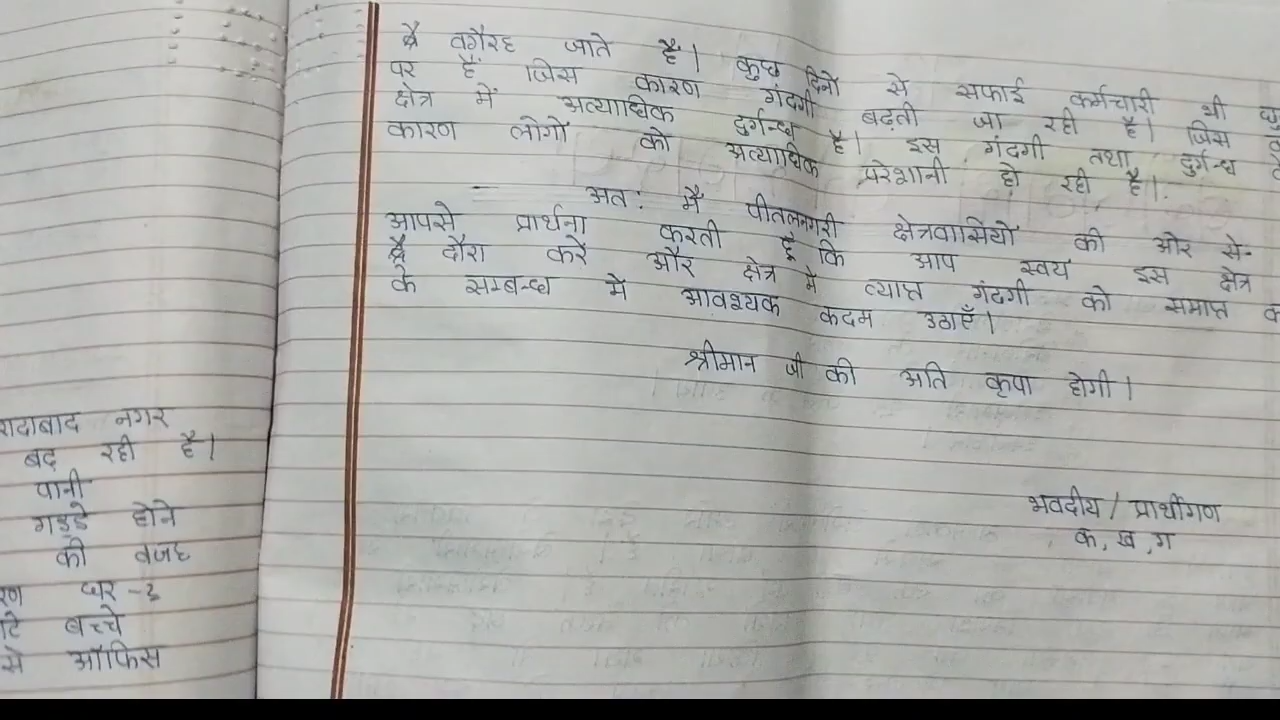 रादाबाद नगर
बढ़ रही है।
पानी
गड्डे होने
की वजह
रण घर-२
टे बच्चे
से ऑफिस
वगैरह जाते हैं। कुछ दिनों से सफाई कर्मचारी भी
पर हैं जिस कारण गंदगी बढ़ती जा रही है। जिस
क्षेत्र में अत्याधिक दुर्गन्ध है। इस गंदगी तथा दुर्गन्ध
कारण लोगों को अत्याधिक परेशानी हो रही है।
अतः मैं पीतलनगरी क्षेत्रवासियों की ओर से-
आपसे प्रार्थना करती हूँ कि आप स्वयं इस क्षेत्र
दौरा करें और क्षेत्र में व्याप्त गंदगी को समाप्त क
के सम्बन्ध में आवश्यक कदम उठाएँ।
श्रीमान जी की अति कृपा होगी।
भवदीय / प्रार्थीगण
क, ख, ग